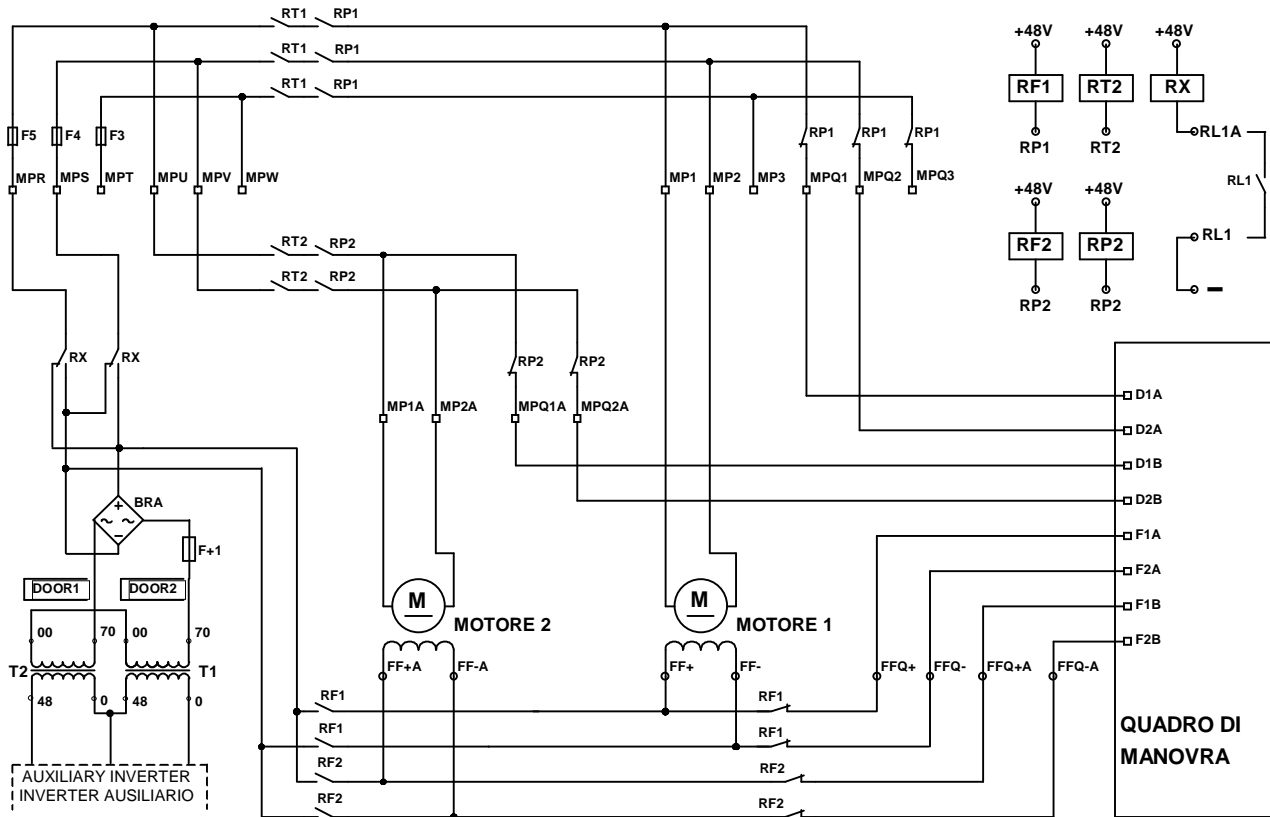 RT1 RP1
RT1 RP1
RT1 RP1
+48V +48V +48V
RF1 RT2 RX
RP1 RT2
RL1A
RL1
RL1
+48V +48V
RF2 RP2
RP2 RP2
F5 F4 F3
RP1 RP1 RP1
MPR MPS MPT MPU MPV MPW MP1 MP2 MP3 MPQ1 MPQ2 MPQ3
RT2 RP2
RT2 RP2
RX RX
RP2 RP2
MP1A MP2A MPQ1A MPQ2A
D1A
D2A
D1B
D2B
F1A
F2A
F1B
F2B
BRA
+
~ ~
−
F+1
DOOR1 DOOR2
00 70 00 70
T2 T1
48 0 48 0
M
MOTORE 2
M
MOTORE 1
FF+A FF-A FF+ FF- FFQ+ FFQ- FFQ+A FFQ-A
RF1 RF1
RF1 RF1
RF2 RF2
RF2 RF2
QUADRO DI
MANOVRA
AUXILIARY INVERTER
INVERTER AUSILIARIO